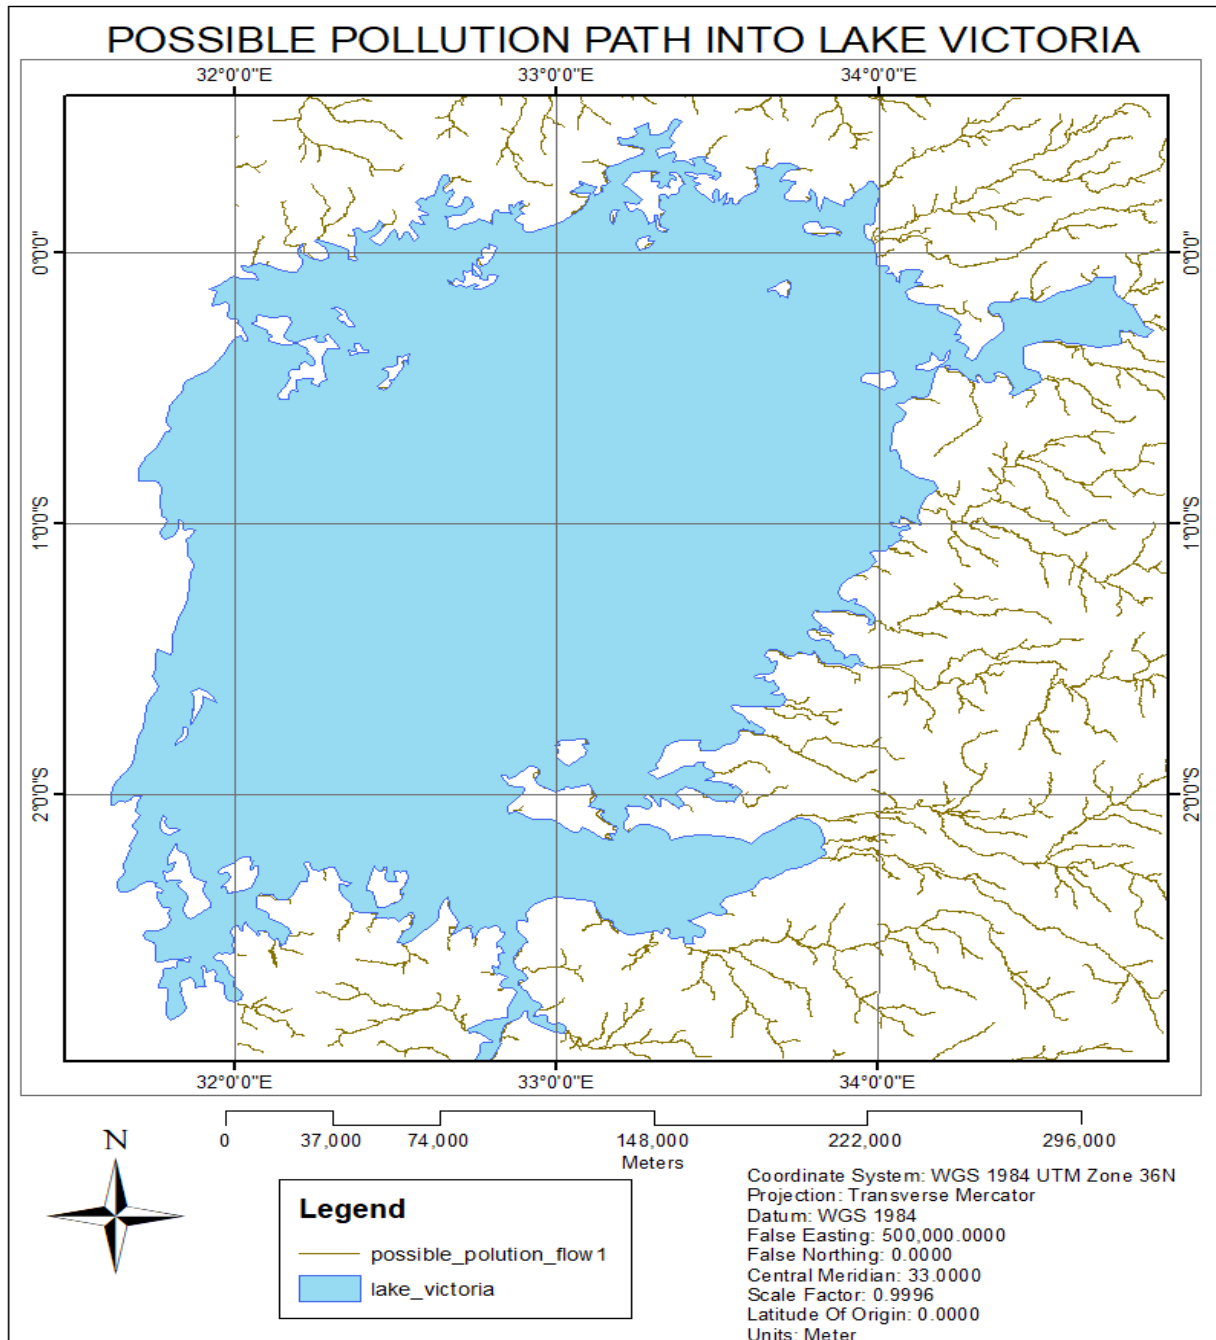 POSSIBLE POLLUTION PATH INTO LAKE VICTORIA
32°0'0"E 33°0'0"E 34°0'0"E
0°0'0" 0°0'0"
1°0'0"S 1°0'0"S
2°0'0"S 2°0'0"S
32°0'0"E 33°0'0"E 34°0'0"E
0 37,000 74,000 148,000 222,000 296,000
Meters
N
Legend
possible_polution_flow1
lake_victoria
Coordinate System: WGS 1984 UTM Zone 36N
Projection: Transverse Mercator
Datum: WGS 1984
False Easting: 500,000.0000
False Northing: 0.0000
Central Meridian: 33.0000
Scale Factor: 0.9996
Latitude Of Origin: 0.0000
Units: Meter